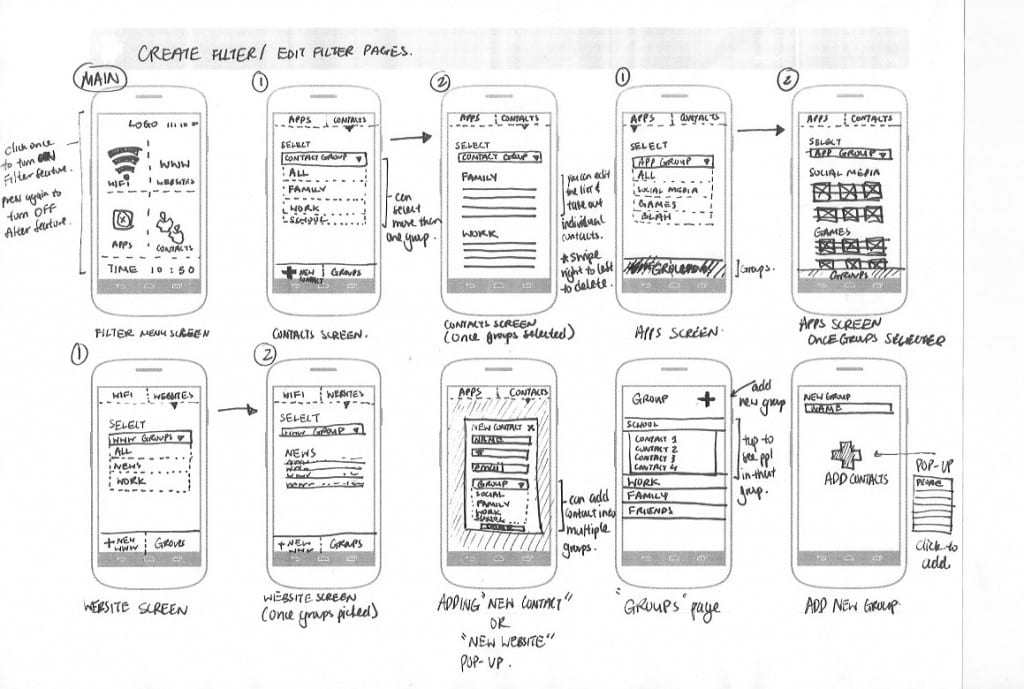 CREATE FILTER/ EDIT FILTER PAGES.
MAIN
click once
to turn ON
Filter feature.
press again to
turn OFF
filter feature.
LOGO
WIFI
WWW
WEBSITES
APPS
CONTACTS
TIME 10:50
FILTER MENU SCREEN
1
APPS CONTACTS
SELECT
CONTACT GROUP
ALL
FAMILY
WORK
SCHOOL
+ NEW CONTACT GROUPS
can
select
more than
one group.
CONTACTS SCREEN.
2
APPS CONTACTS
SELECT
CONTACT GROUP
FAMILY
WORK
you can edit
the list &
take out
individual
contacts.
* swipe
right to left
to delete.
CONTACTS SCREEN
(Once groups selected)
1
APPS CONTACTS
SELECT
APP GROUP
ALL
SOCIAL MEDIA
GAMES
BLAH
Groups.
APPS SCREEN.
2
APPS CONTACTS
SELECT
APP GROUP
SOCIAL MEDIA
GAMES
GROUPS
APPS SCREEN
ONCE GROUPS SELECTED
1
WIFI WEBSITES
SELECT
WWW GROUPS
ALL
NEWS
WORK
+ NEW WWW GROUPS
WEBSITE SCREEN
2
WIFI WEBSITES
SELECT
WWW GROUP
NEWS
+ NEW WWW GROUPS
WEBSITE SCREEN
(Once groups picked)
APPS CONTACTS
NEW CONTACT X
NAME
EMAIL
GROUP
SOCIAL
FAMILY
WORK
SCHOOL
can add
contact into
multiple
groups.
ADDING "NEW CONTACT"
OR
"NEW WEBSITE"
POP-UP.
GROUP +
SCHOOL
CONTACT 1
CONTACT 2
CONTACT 3
CONTACT 4
WORK
FAMILY
FRIENDS
add
new group
tap to
see ppl
in that
group.
"GROUPS" page
NEW GROUP
NAME
ADD CONTACTS
POP-UP
click to
add
ADD NEW GROUP.